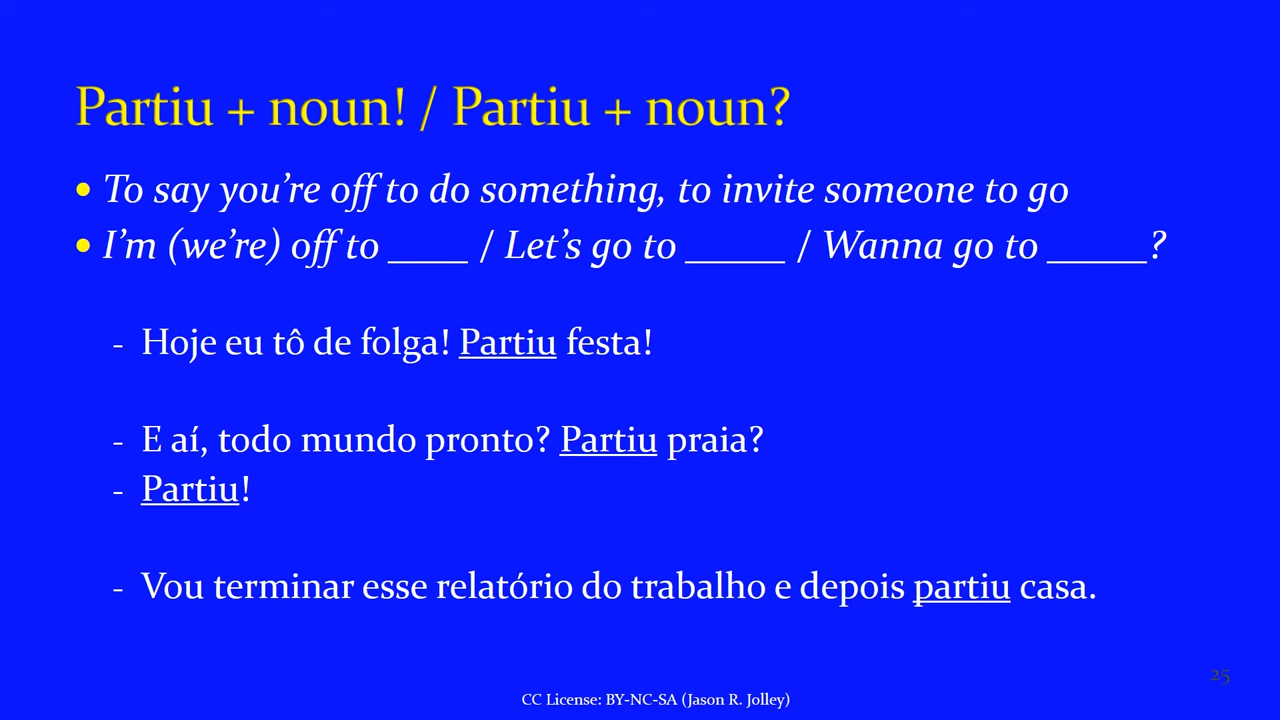 Partiu + noun! / Partiu + noun?
• To say you're off to do something, to invite someone to go
• I'm (we're) off to ____ / Let's go to _____ / Wanna go to _____?
- Hoje eu tô de folga! Partiu festa!
- E aí, todo mundo pronto? Partiu praia?
- Partiu!
- Vou terminar esse relatório do trabalho e depois partiu casa.
25
CC License: BY-NC-SA (Jason R. Jolley)